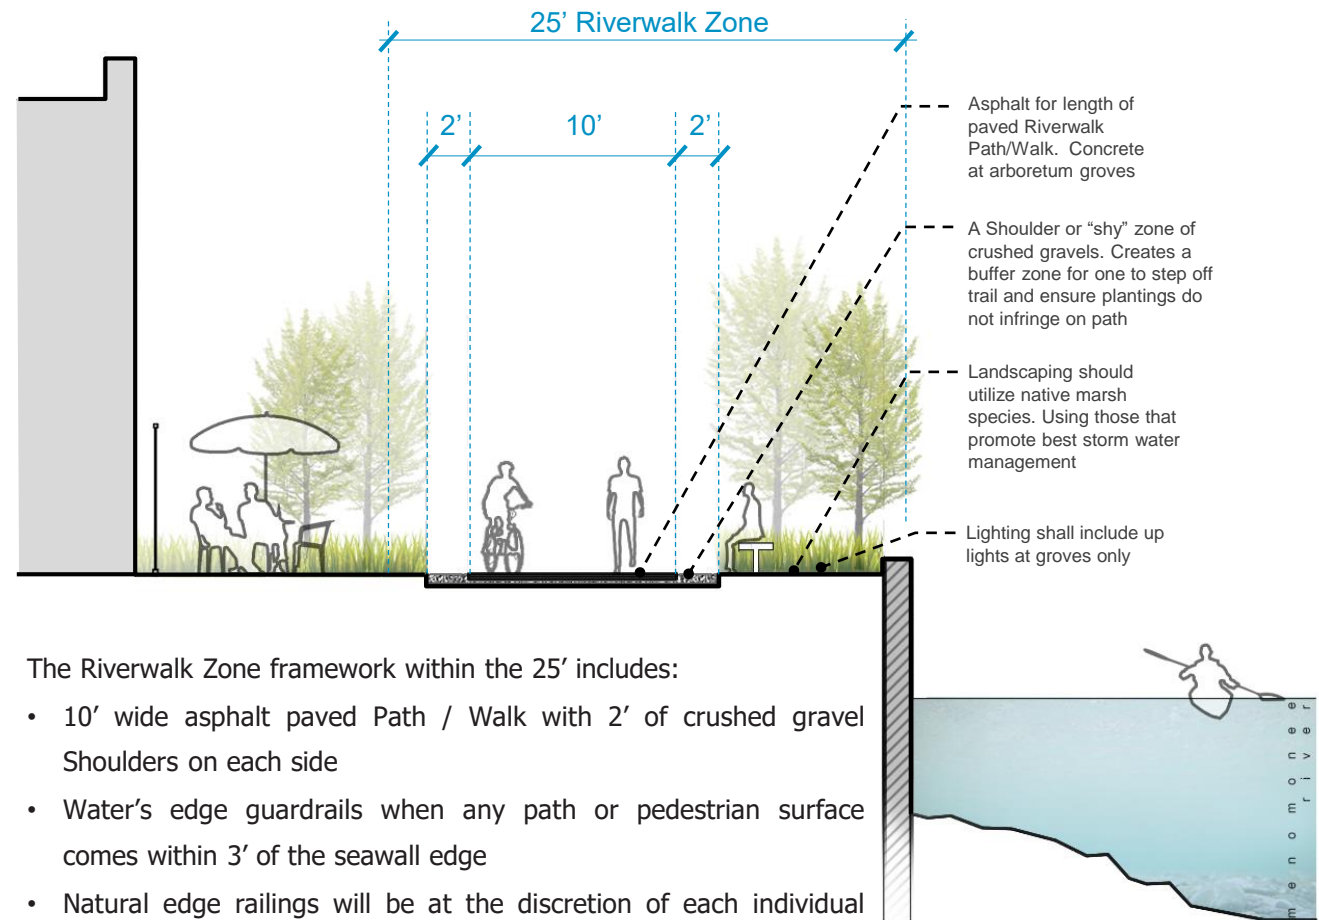 25’ Riverwalk Zone
2’ 10’ 2’
Asphalt for length of
paved Riverwalk
Path/Walk. Concrete
at arboretum groves
A Shoulder or “shy” zone of
crushed gravels. Creates a
buffer zone for one to step off
trail and ensure plantings do
not infringe on path
Landscaping should
utilize native marsh
species. Using those that
promote best storm water
management
Lighting shall include up
lights at groves only
The Riverwalk Zone framework within the 25’ includes:
• 10’ wide asphalt paved Path / Walk with 2’ of crushed gravel
Shoulders on each side
• Water’s edge guardrails when any path or pedestrian surface
comes within 3’ of the seawall edge
• Natural edge railings will be at the discretion of each individual
menomonee
river